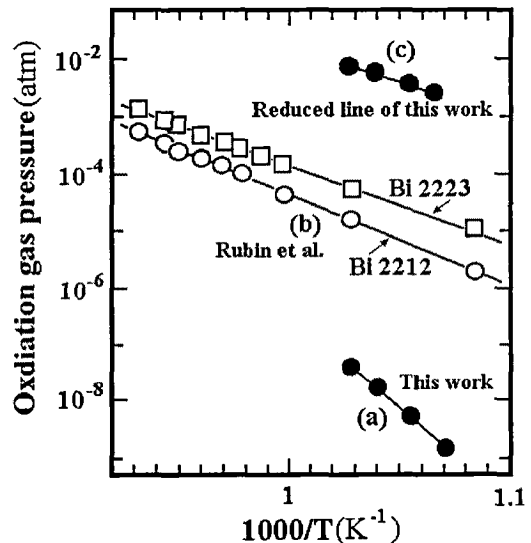 Oxdiation gas pressure(atm)
10-2
10-4
10-6
10-8
(c)
Reduced line of this work
Bi 2223
(b)
Rubin et al.
Bi 2212
This work
(a)
1
1.1
1000/T(K-1)